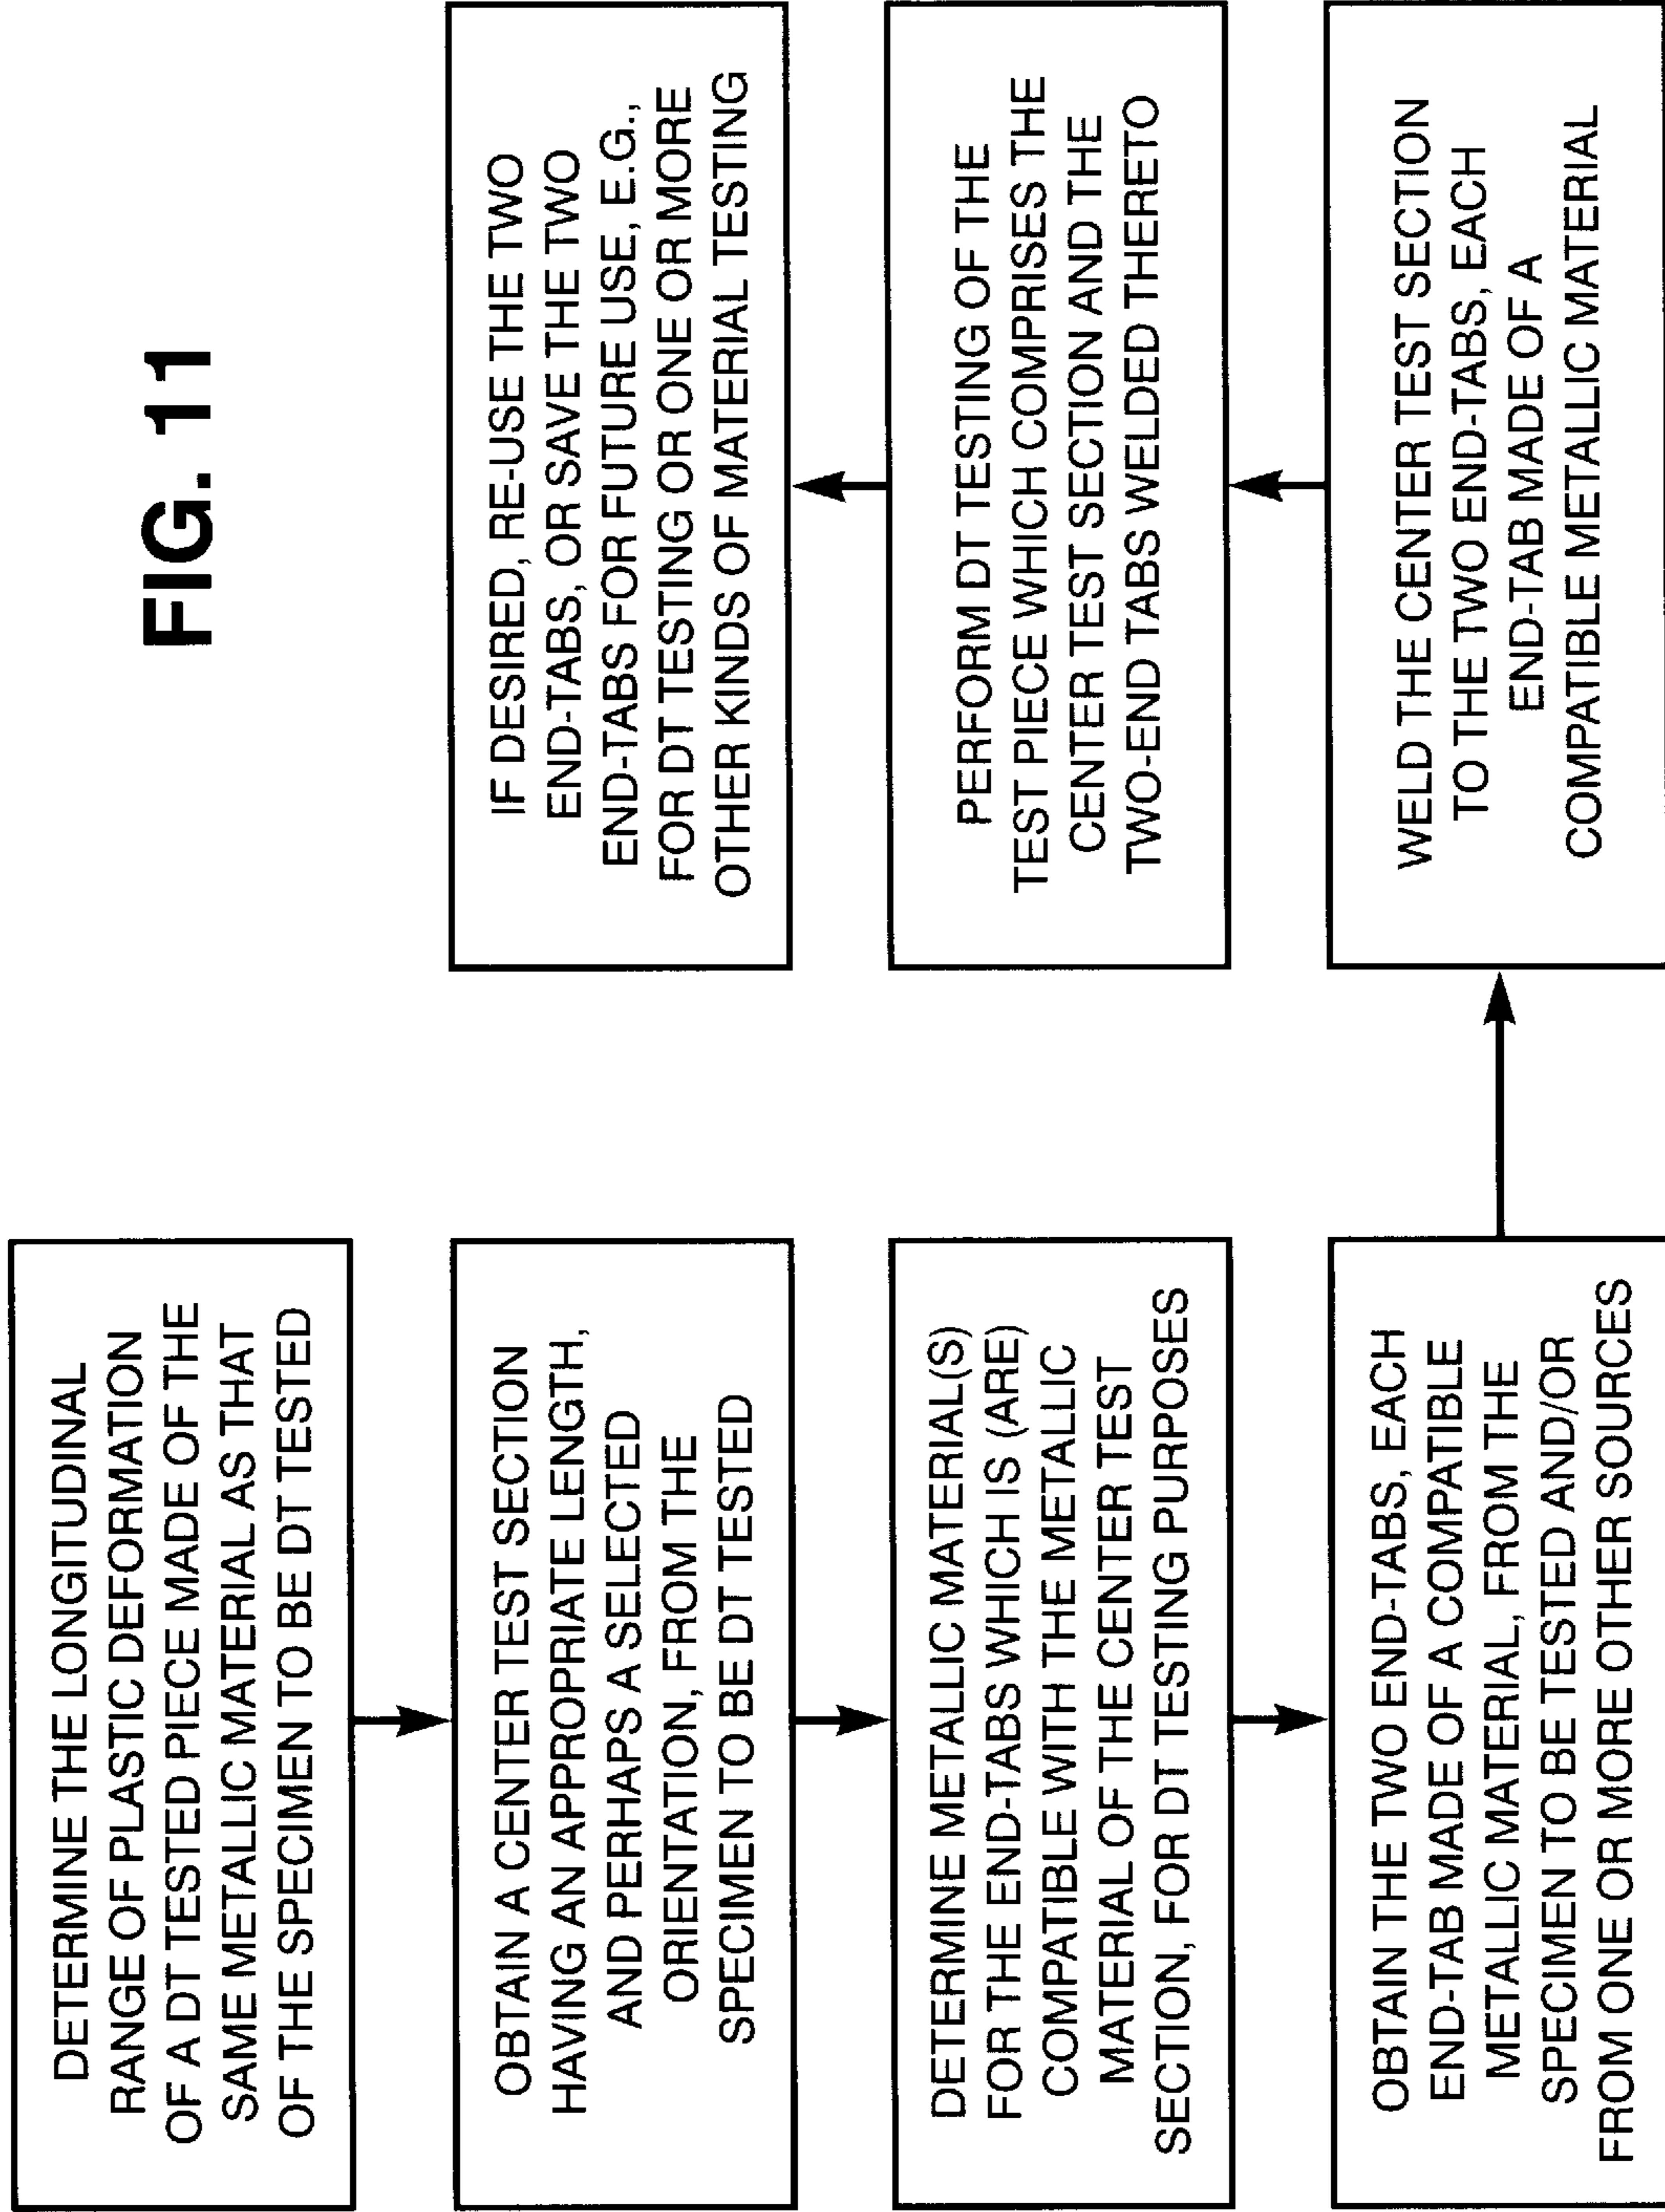 FIG. 11
DETERMINE THE LONGITUDINAL
RANGE OF PLASTIC DEFORMATION
OF A DT TESTED PIECE MADE OF THE
SAME METALLIC MATERIAL AS THAT
OF THE SPECIMEN TO BE DT TESTED
OBTAIN A CENTER TEST SECTION
HAVING AN APPROPRIATE LENGTH,
AND PERHAPS A SELECTED
ORIENTATION, FROM THE
SPECIMEN TO BE DT TESTED
DETERMINE METALLIC MATERIAL(S)
FOR THE END-TABS WHICH IS (ARE)
COMPATIBLE WITH THE METALLIC
MATERIAL OF THE CENTER TEST
SECTION, FOR DT TESTING PURPOSES
OBTAIN THE TWO END-TABS, EACH
END-TAB MADE OF A COMPATIBLE
METALLIC MATERIAL, FROM THE
SPECIMEN TO BE TESTED AND/OR
FROM ONE OR MORE OTHER SOURCES
WELD THE CENTER TEST SECTION
TO THE TWO END-TABS, EACH
END-TAB MADE OF A
COMPATIBLE METALLIC MATERIAL
PERFORM DT TESTING OF THE
TEST PIECE WHICH COMPRISES THE
CENTER TEST SECTION AND THE
TWO-END TABS WELDED THERETO
IF DESIRED, RE-USE THE TWO
END-TABS, OR SAVE THE TWO
END-TABS FOR FUTURE USE, E.G.,
FOR DT TESTING OR ONE OR MORE
OTHER KINDS OF MATERIAL TESTING